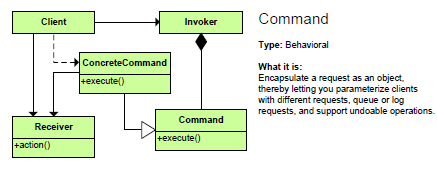 Client
Invoker
ConcreteCommand
+execute()
Receiver
+action()
Command
+execute()
Command
Type: Behavioral
What it is:
Encapsulate a request as an object,
thereby letting you parameterize clients
with different requests, queue or log
requests, and support undoable operations.